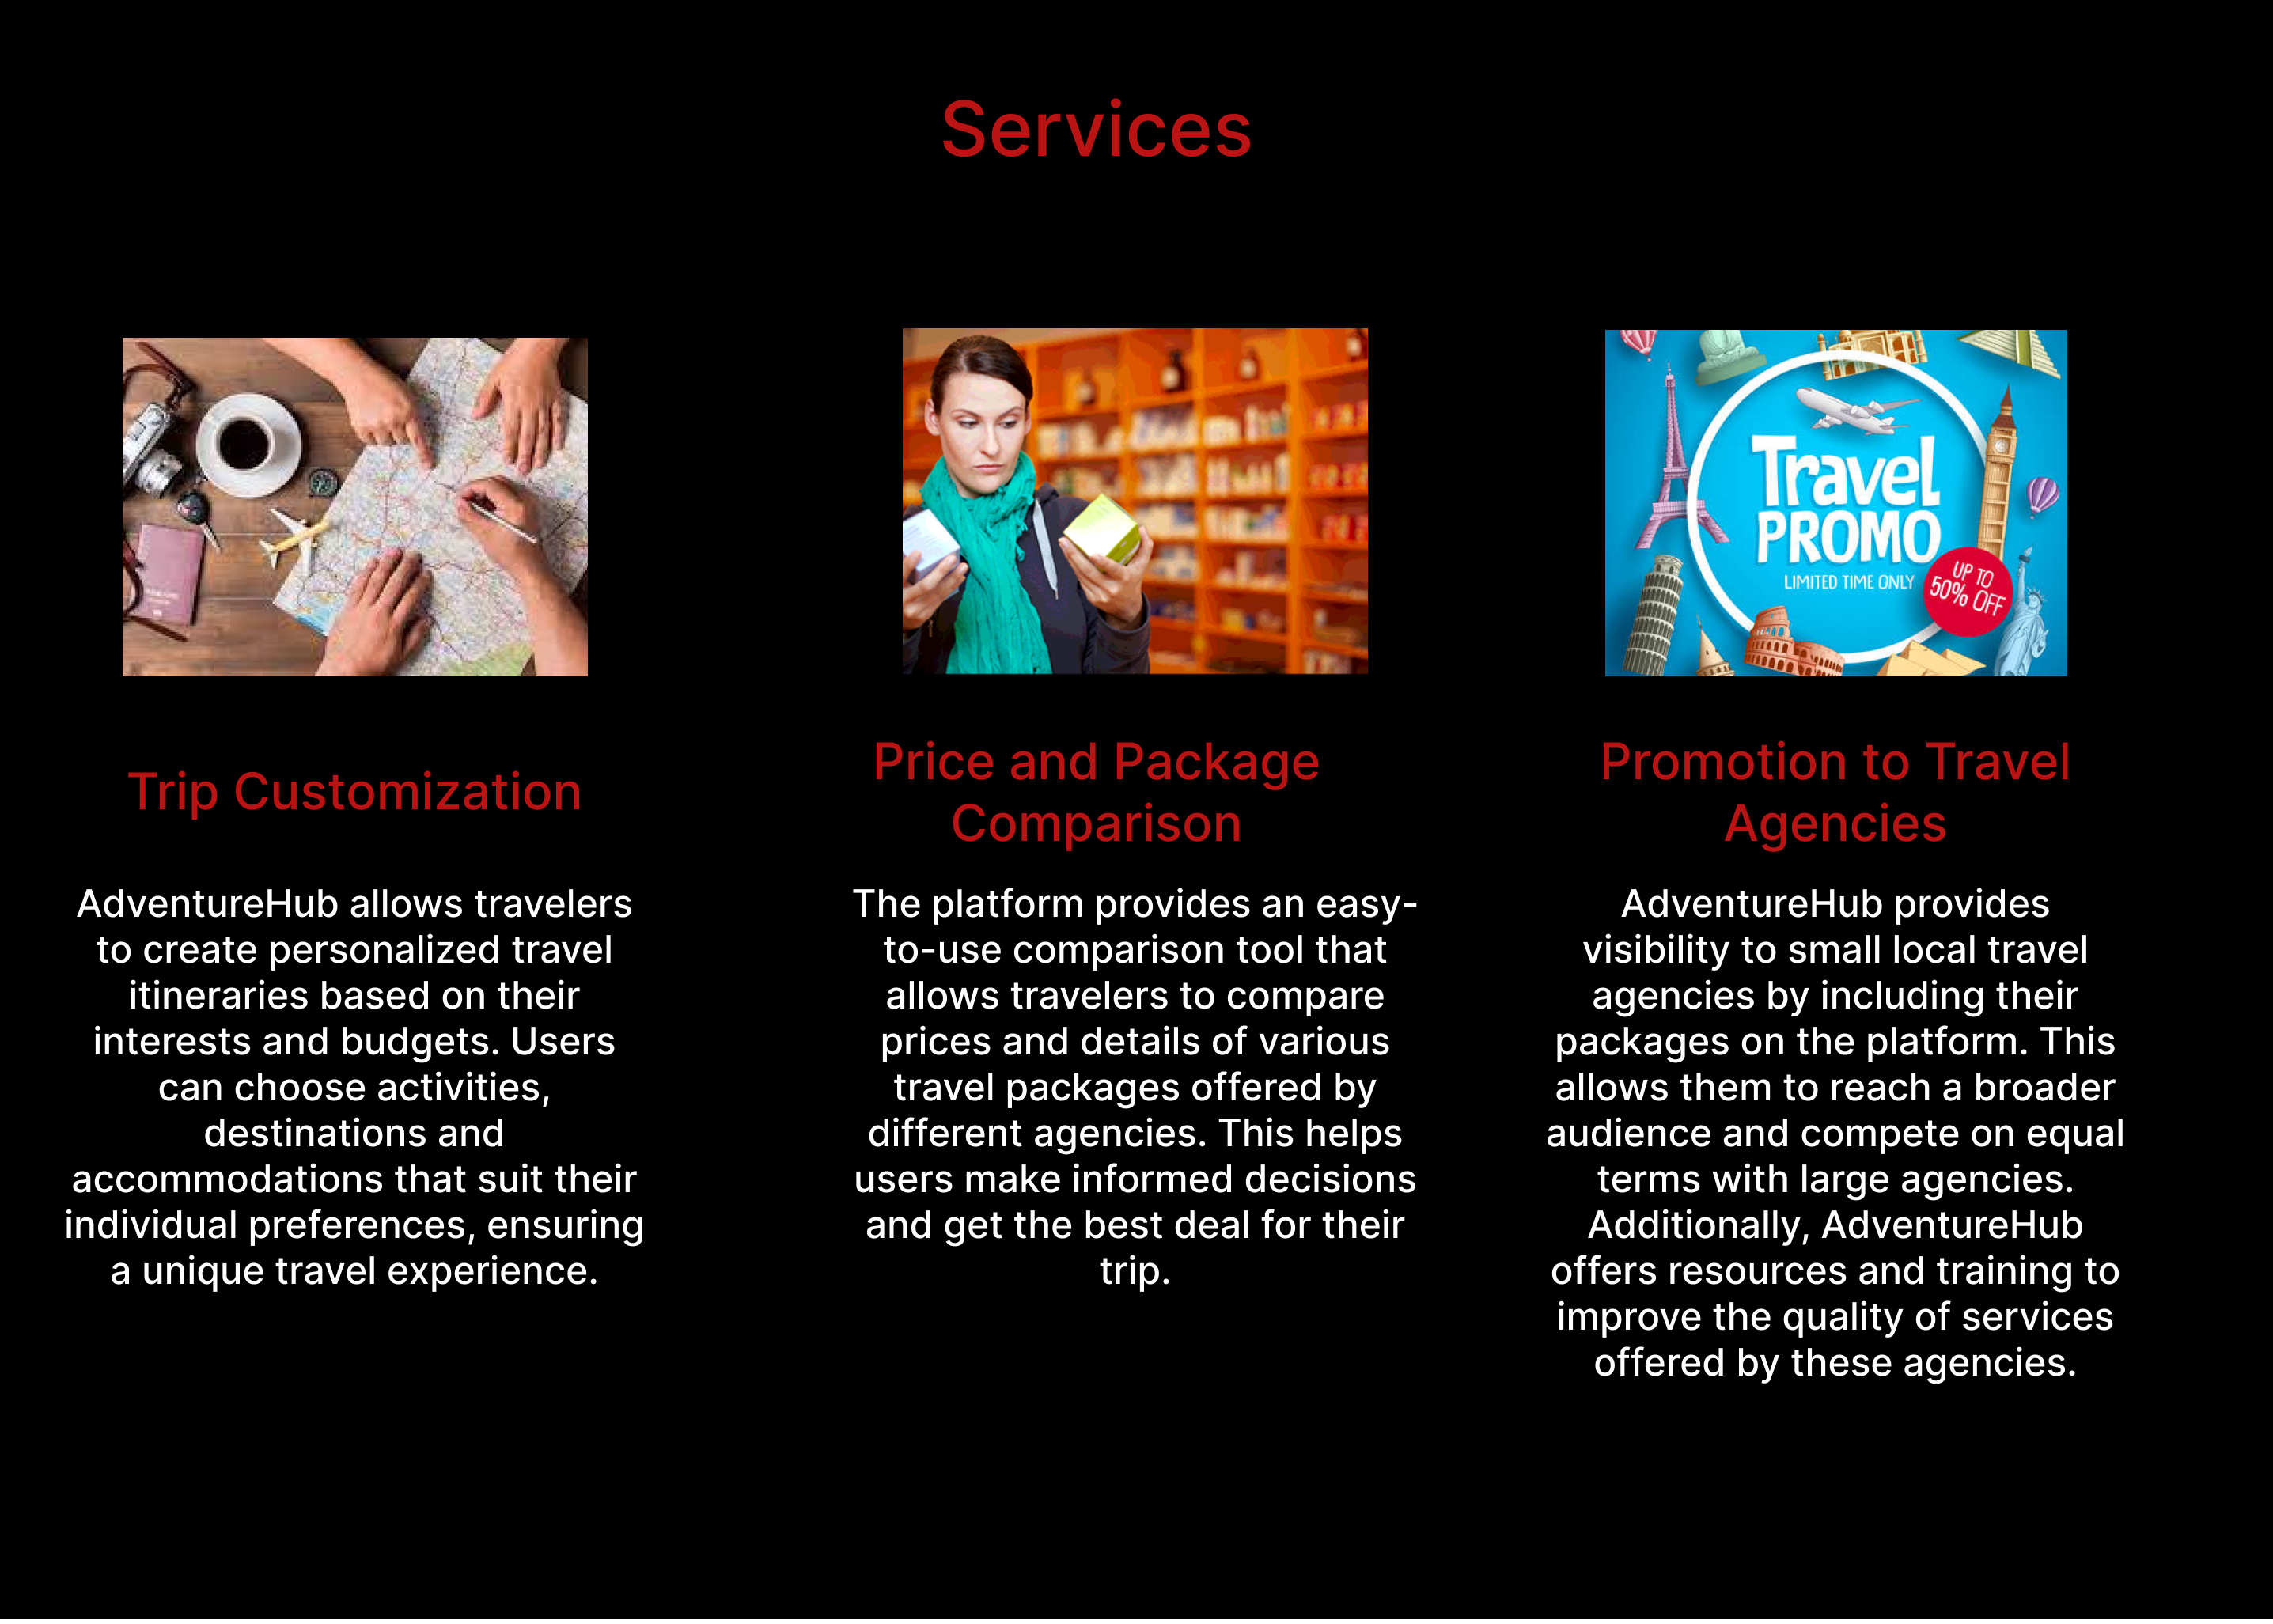 Services
Travel
PROMO
LIMITED TIME ONLY
UP TO
50% OFF
Trip Customization
AdventureHub allows travelers
to create personalized travel
itineraries based on their
interests and budgets. Users
can choose activities,
destinations and
accommodations that suit their
individual preferences, ensuring
a unique travel experience.
Price and Package
Comparison
The platform provides an easy-
to-use comparison tool that
allows travelers to compare
prices and details of various
travel packages offered by
different agencies. This helps
users make informed decisions
and get the best deal for their
trip.
Promotion to Travel
Agencies
AdventureHub provides
visibility to small local travel
agencies by including their
packages on the platform. This
allows them to reach a broader
audience and compete on equal
terms with large agencies.
Additionally, AdventureHub
offers resources and training to
improve the quality of services
offered by these agencies.